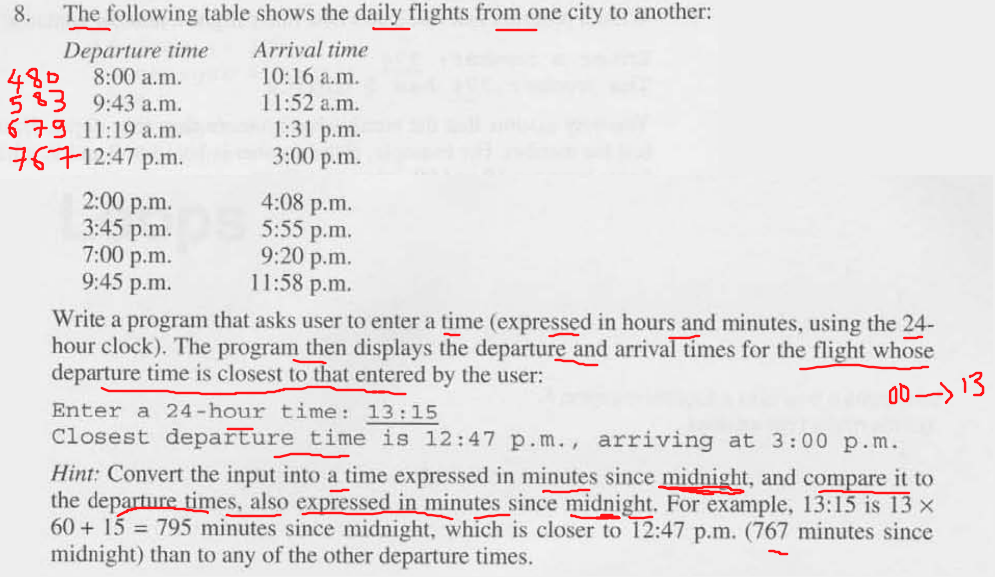 8. The following table shows the daily flights from one city to another:
Departure time Arrival time
480 8:00 a.m. 10:16 a.m.
583 9:43 a.m. 11:52 a.m.
679 11:19 a.m. 1:31 p.m.
767 12:47 p.m. 3:00 p.m.
2:00 p.m. 4:08 p.m.
3:45 p.m. 5:55 p.m.
7:00 p.m. 9:20 p.m.
9:45 p.m. 11:58 p.m.
Write a program that asks user to enter a time (expressed in hours and minutes, using the 24-
hour clock). The program then displays the departure and arrival times for the flight whose
departure time is closest to that entered by the user:
00 → 13
Enter a 24-hour time: 13:15
Closest departure time is 12:47 p.m., arriving at 3:00 p.m.
Hint: Convert the input into a time expressed in minutes since midnight, and compare it to
the departure times, also expressed in minutes since midnight. For example, 13:15 is 13 ×
60 + 15 = 795 minutes since midnight, which is closer to 12:47 p.m. (767 minutes since
midnight) than to any of the other departure times.